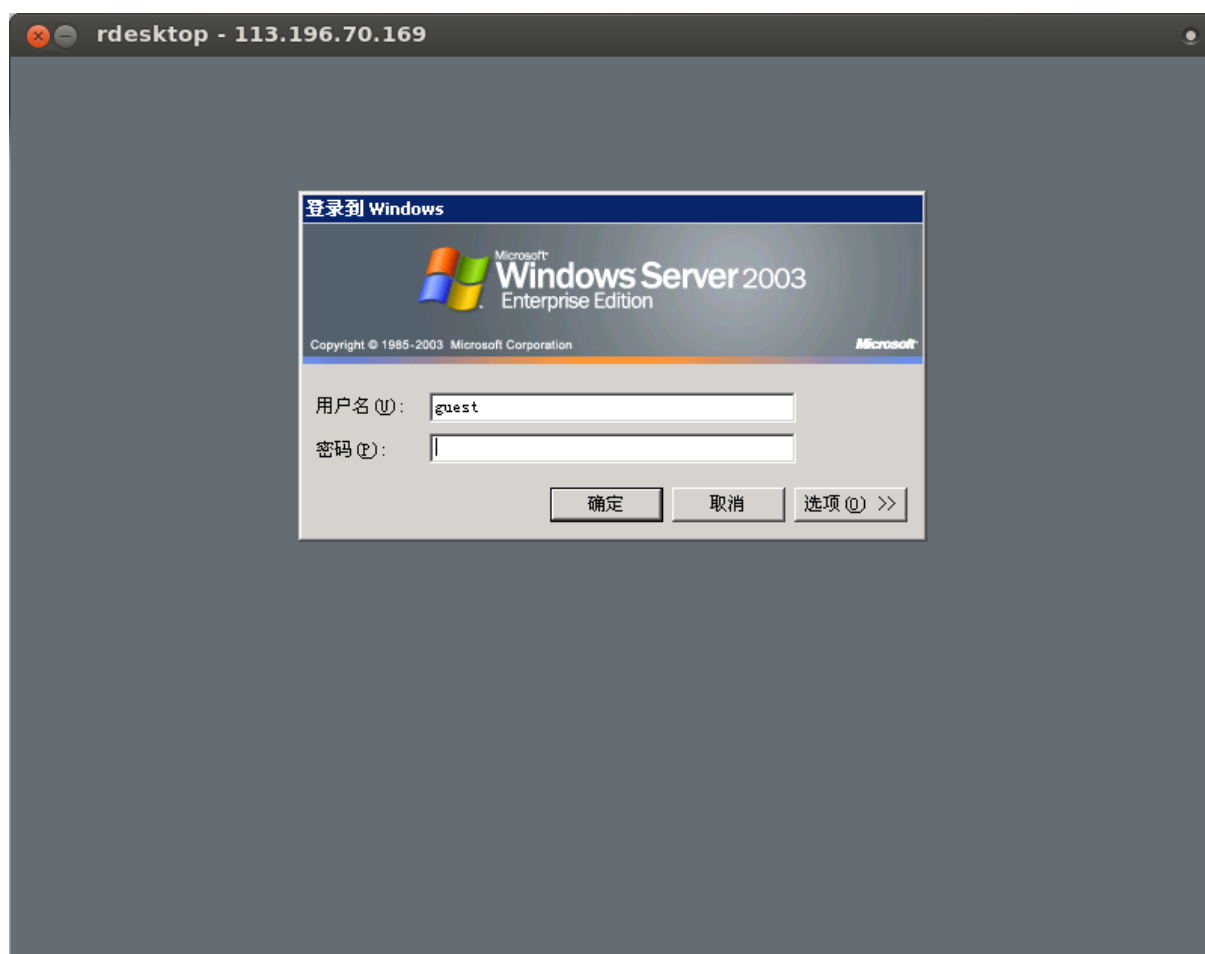 rdesktop - 113.196.70.169
登录到 Windows
Microsoft
Windows Server 2003
Enterprise Edition
Copyright © 1985-2003 Microsoft Corporation Microsoft
用户名(U): guest
密码(P):
确定 取消 选项(O) >>